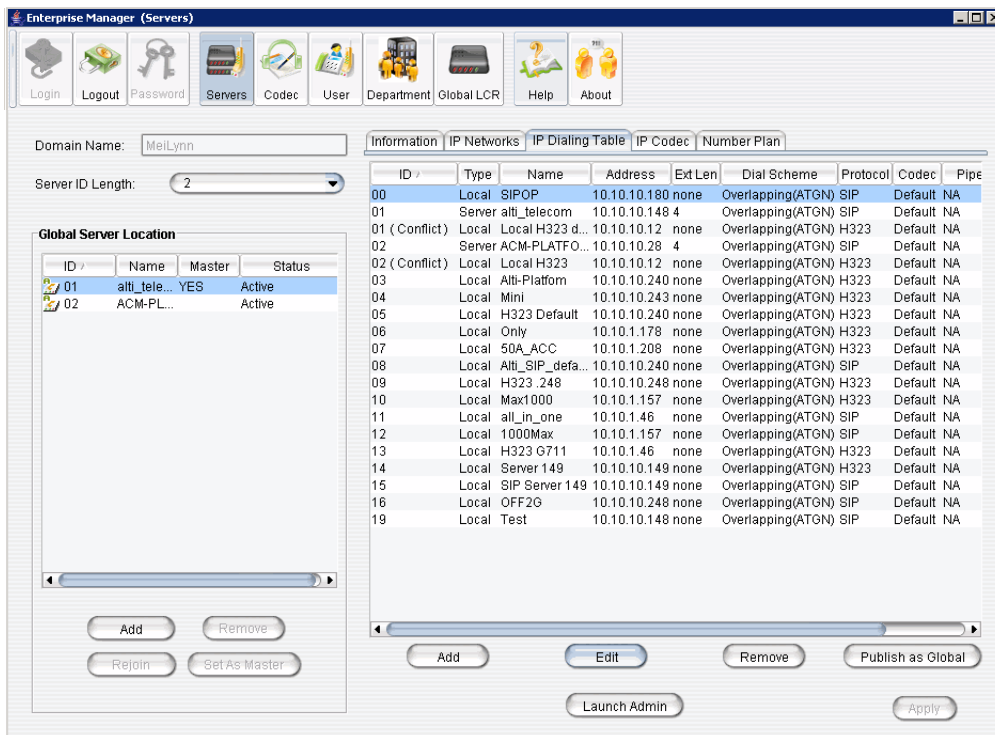 Enterprise Manager (Servers)
Login Logout Password Servers Codec User Department Global LCR Help About
Domain Name: MeiLynn
Server ID Length: 2
Global Server Location
ID Name Master Status
01 alti_tele... YES Active
02 ACM-PL... Active
Add Remove
Rejoin Set As Master
Information IP Networks IP Dialing Table IP Codec Number Plan
ID Type Name Address Ext Len Dial Scheme Protocol Codec Pipe
00 Local SIPOP 10.10.10.180 none Overlapping(ATGN) SIP Default NA
01 Server alti_telecom 10.10.10.148 4 Overlapping(ATGN) SIP Default NA
01 ( Conflict ) Local Local H323 d... 10.10.10.12 none Overlapping(ATGN) H323 Default NA
02 Server ACM-PLATFO... 10.10.10.28 4 Overlapping(ATGN) SIP Default NA
02 ( Conflict ) Local Local H323 10.10.10.12 none Overlapping(ATGN) H323 Default NA
03 Local Alti-Platfom 10.10.10.240 none Overlapping(ATGN) H323 Default NA
04 Local Mini 10.10.10.243 none Overlapping(ATGN) H323 Default NA
05 Local H323 Default 10.10.10.240 none Overlapping(ATGN) H323 Default NA
06 Local Only 10.10.1.178 none Overlapping(ATGN) H323 Default NA
07 Local 50A_ACC 10.10.1.208 none Overlapping(ATGN) H323 Default NA
08 Local Alti_SIP_defa... 10.10.10.240 none Overlapping(ATGN) SIP Default NA
09 Local H323 .248 10.10.10.248 none Overlapping(ATGN) H323 Default NA
10 Local Max1000 10.10.1.157 none Overlapping(ATGN) H323 Default NA
11 Local all_in_one 10.10.1.46 none Overlapping(ATGN) SIP Default NA
12 Local 1000Max 10.10.1.157 none Overlapping(ATGN) SIP Default NA
13 Local H323 G711 10.10.1.46 none Overlapping(ATGN) H323 Default NA
14 Local Server 149 10.10.10.149 none Overlapping(ATGN) H323 Default NA
15 Local SIP Server 149 10.10.10.149 none Overlapping(ATGN) SIP Default NA
16 Local OFF2G 10.10.10.248 none Overlapping(ATGN) SIP Default NA
19 Local Test 10.10.10.148 none Overlapping(ATGN) SIP Default NA
Add Edit Remove Publish as Global
Launch Admin Apply